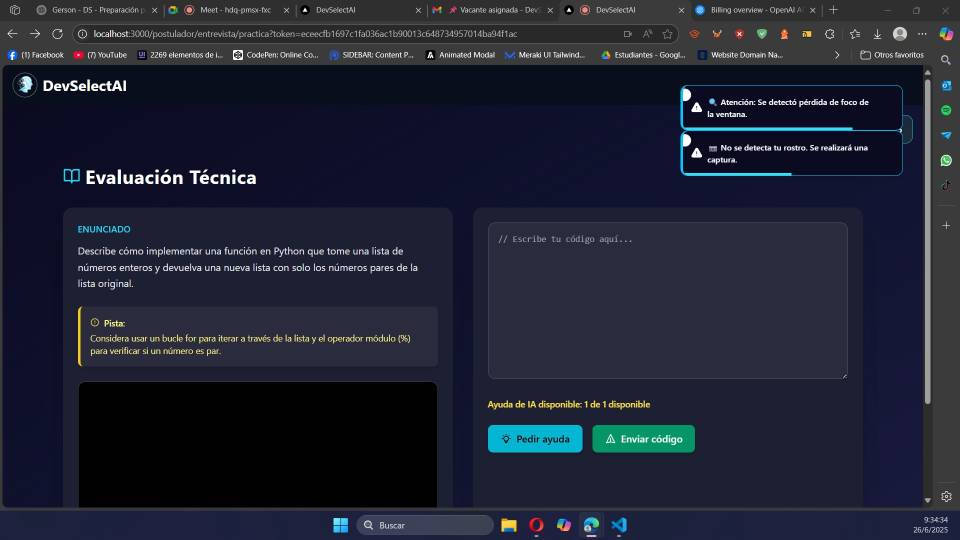 Gerson - DS - Preparación p
Meet - hdq-pmsx-fxc
DevSelectAI
Vacante asignada - DevS
DevSelectAI
Billing overview - OpenAI A
localhost:3000/postulador/entrevista/practica?token=eceecfb1697c1fa036ac1b90013c648734957014ba94f1ac
(1) Facebook
(7) YouTube
2269 elementos de i...
CodePen: Online Co...
SIDEBAR: Content P...
Animated Modal
Meraki UI Tailwind...
Estudiantes - Googl...
Website Domain Na...
Otros favoritos
DevSelectAI
Atención: Se detectó pérdida de foco de
la ventana.
No se detecta tu rostro. Se realizará una
captura.
Evaluación Técnica
ENUNCIADO
Describe cómo implementar una función en Python que tome una lista de
números enteros y devuelva una nueva lista con solo los números pares de la
lista original.
Pista:
Considera usar un bucle for para iterar a través de la lista y el operador módulo (%)
para verificar si un número es par.
// Escribe tu código aquí...
Ayuda de IA disponible: 1 de 1 disponible
Pedir ayuda
Enviar código
Buscar
9:34:34
26/6/2025